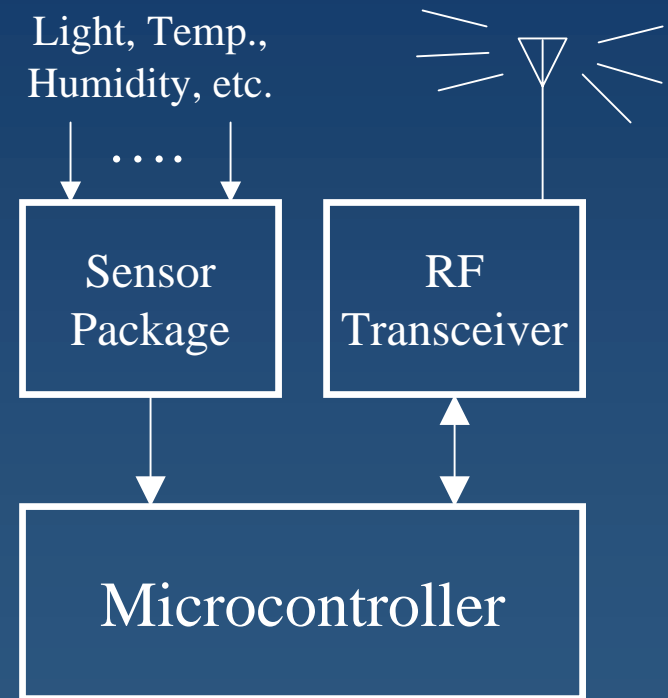 Light, Temp.,
Humidity, etc.
....
Sensor
Package
RF
Transceiver
Microcontroller